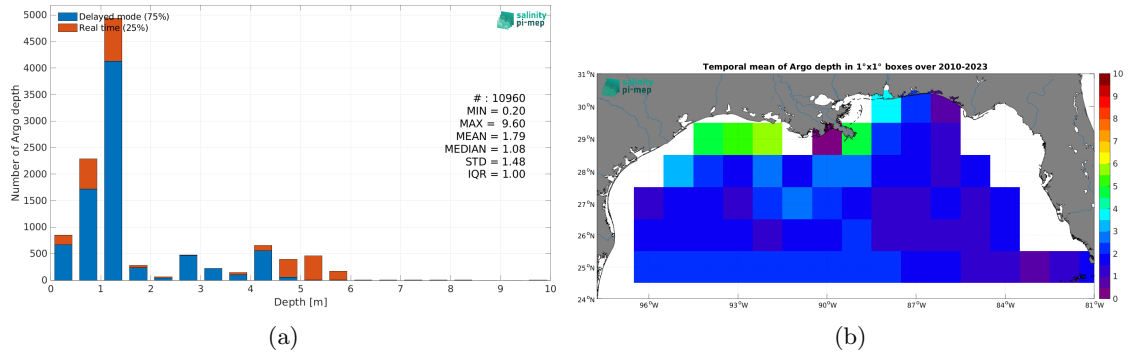 5000
4500
4000
3500
3000
2500
2000
1500
1000
500
0
Number of Argo depth
Delayed mode (75%)
Real time (25%)
salinity
pi-mep
# : 10960
MIN = 0.20
MAX = 9.60
MEAN = 1.79
MEDIAN = 1.08
STD = 1.48
IQR = 1.00
0 1 2 3 4 5 6 7 8 9 10
Depth [m]
(a)
Temporal mean of Argo depth in 1°x1° boxes over 2010-2023
salinity
pi-mep
31°N
30°N
29°N
28°N
27°N
26°N
25°N
24°N
96°W 93°W 90°W 87°W 84°W 81°W
10
9
8
7
6
5
4
3
2
1
0
(b)